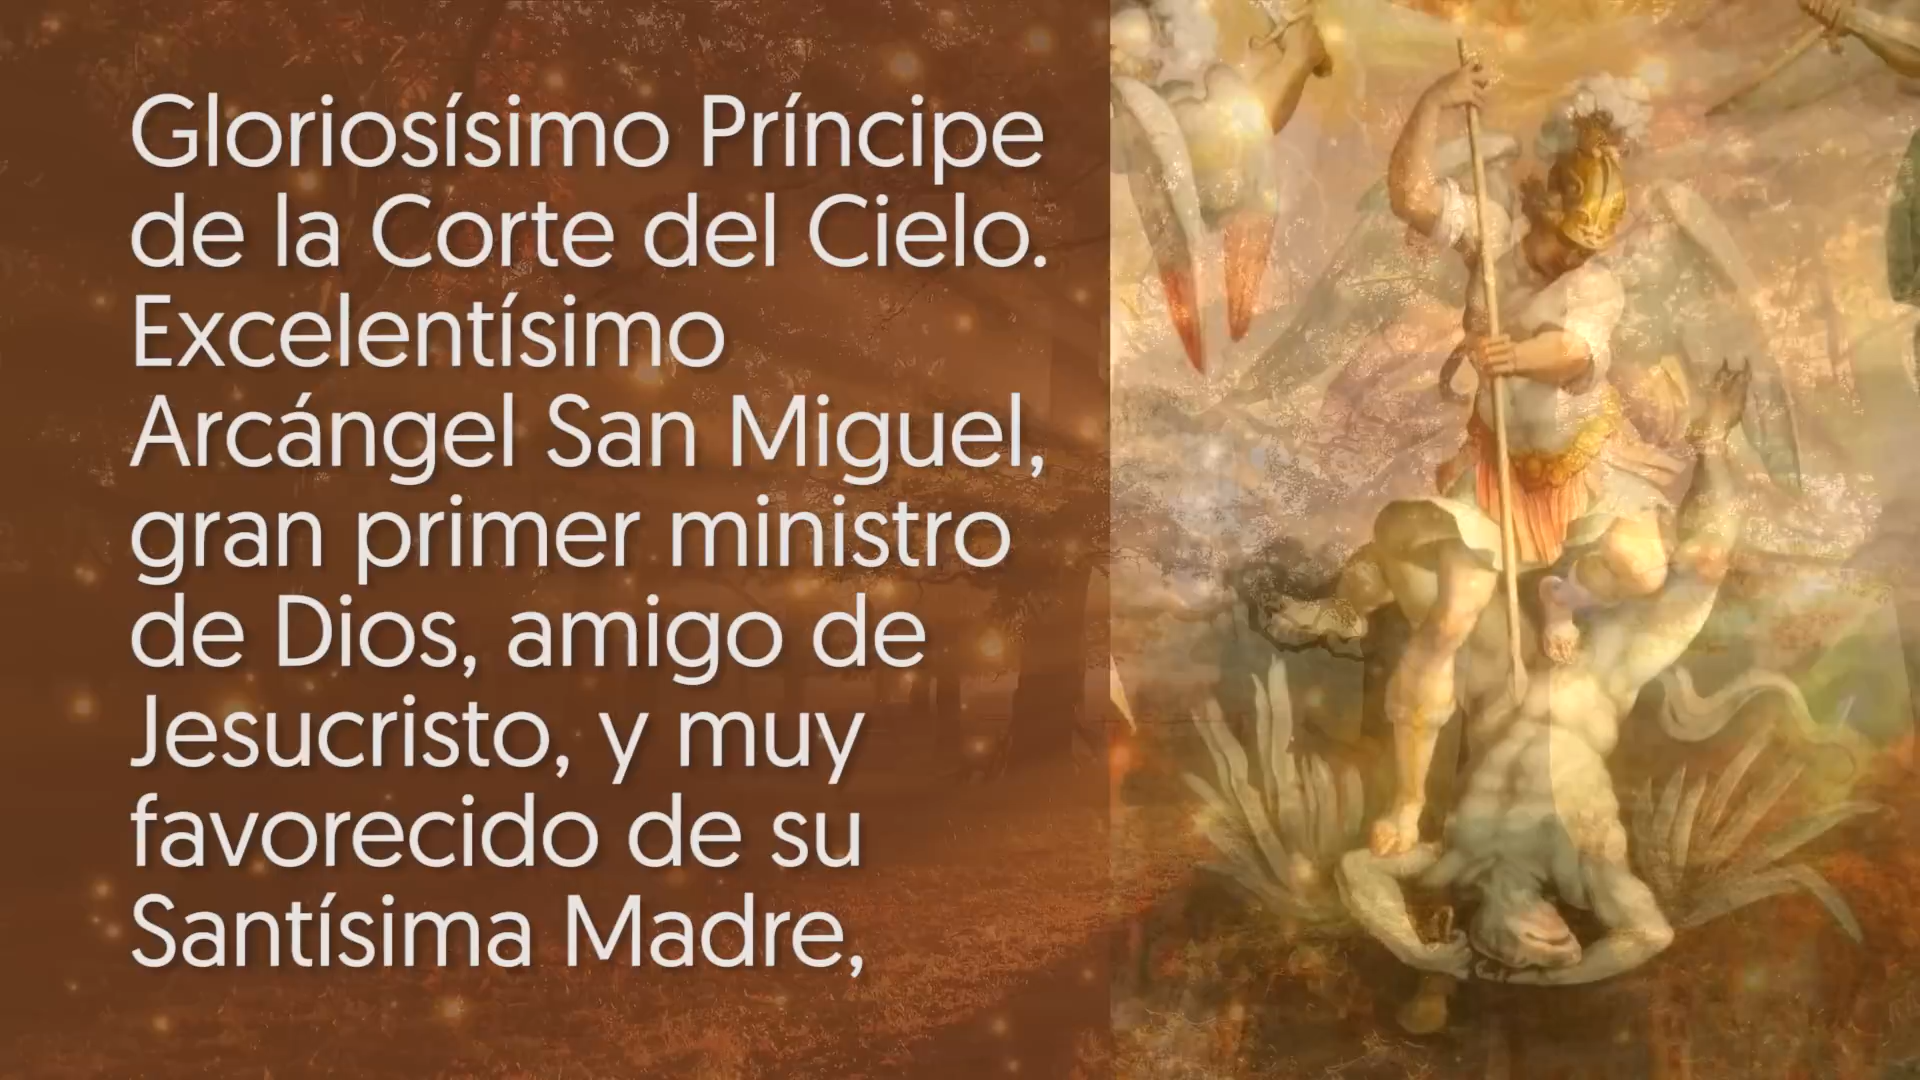 Gloriosísimo Príncipe
de la Corte del Cielo.
Excelentísimo
Arcángel San Miguel,
gran primer ministro
de Dios, amigo de
Jesucristo, y muy
favorecido de su
Santísima Madre,